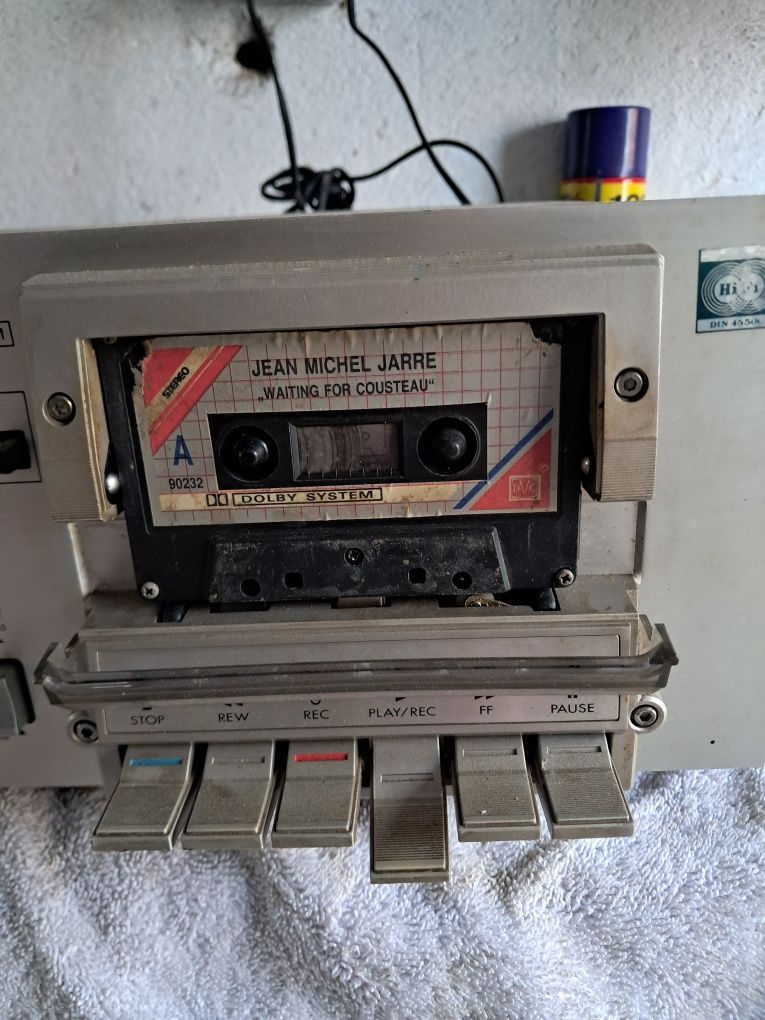 Hi Fi
DIN 45500
STEREO
JEAN MICHEL JARRE
„WAITING FOR COUSTEAU“
A
90232
DOLBY SYSTEM
DVC
®
STOP
REW
REC
PLAY/REC
FF
PAUSE